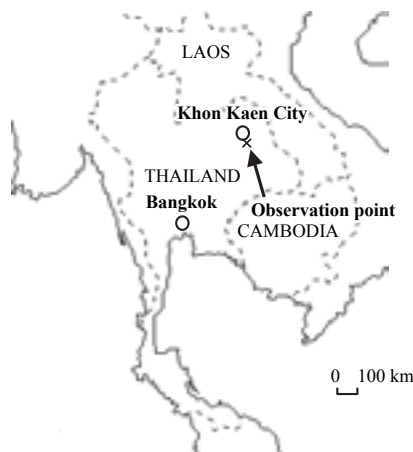 LAOS
Khon Kaen City
THAILAND
Bangkok
Observation point
CAMBODIA
0 100 km